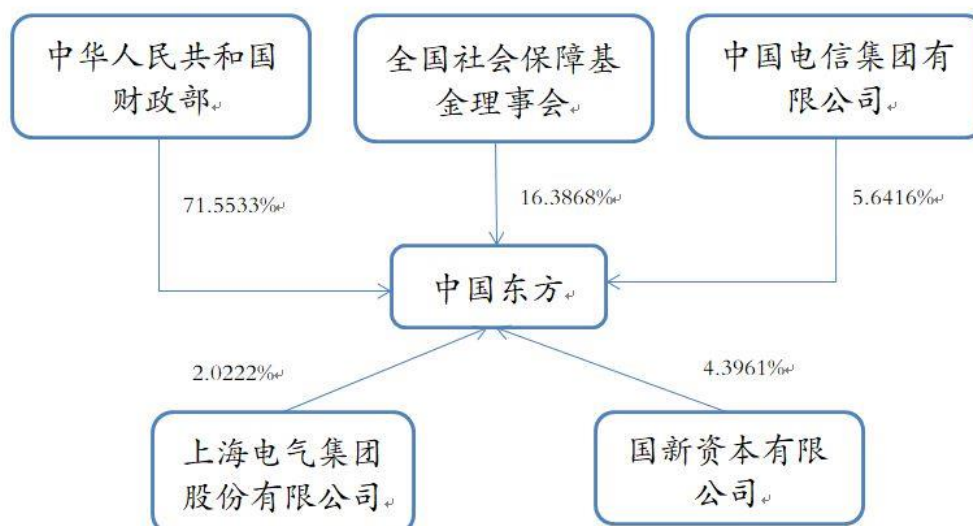 中华人民共和国
财政部
全国社会保障基
金理事会
中国电信集团有
限公司
71.5533%
16.3868%
5.6416%
中国东方
2.0222%
4.3961%
上海电气集团
股份有限公司
国新资本有限
公司